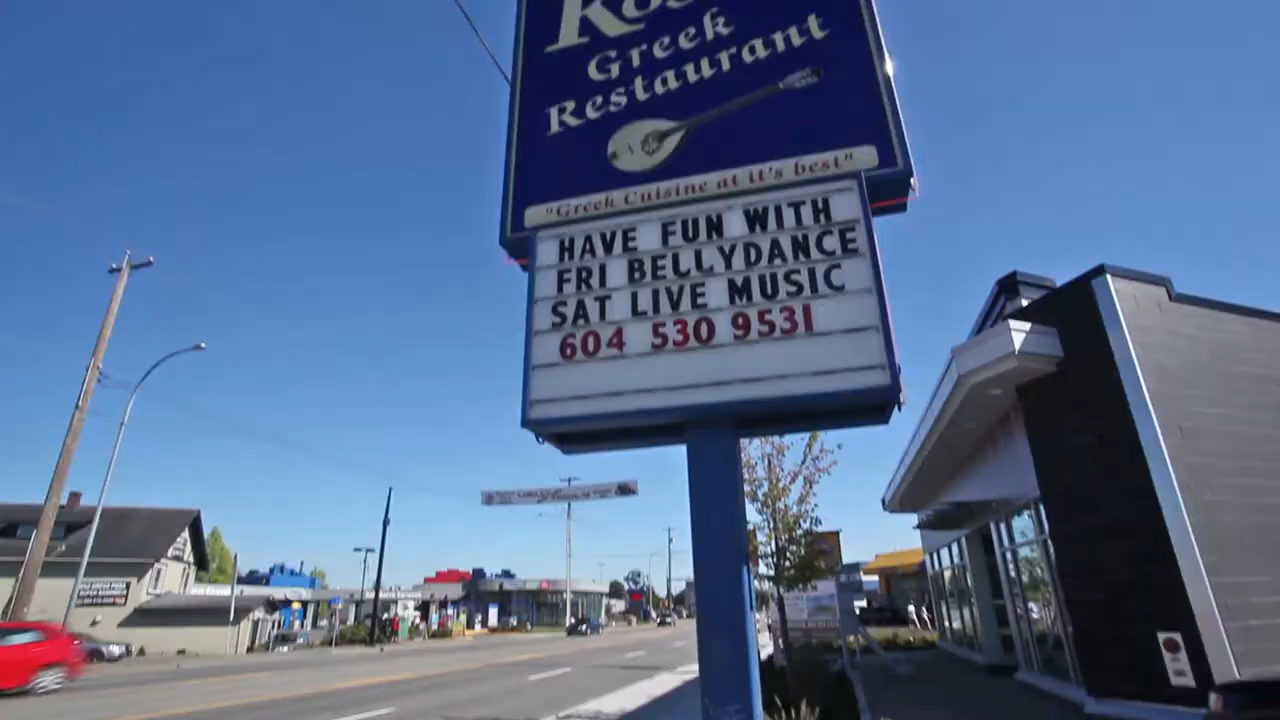 Greek
Restaurant
"Greek Cuisine at it's best"
HAVE FUN WITH
FRI BELLYDANCE
SAT LIVE MUSIC
604 530 9531